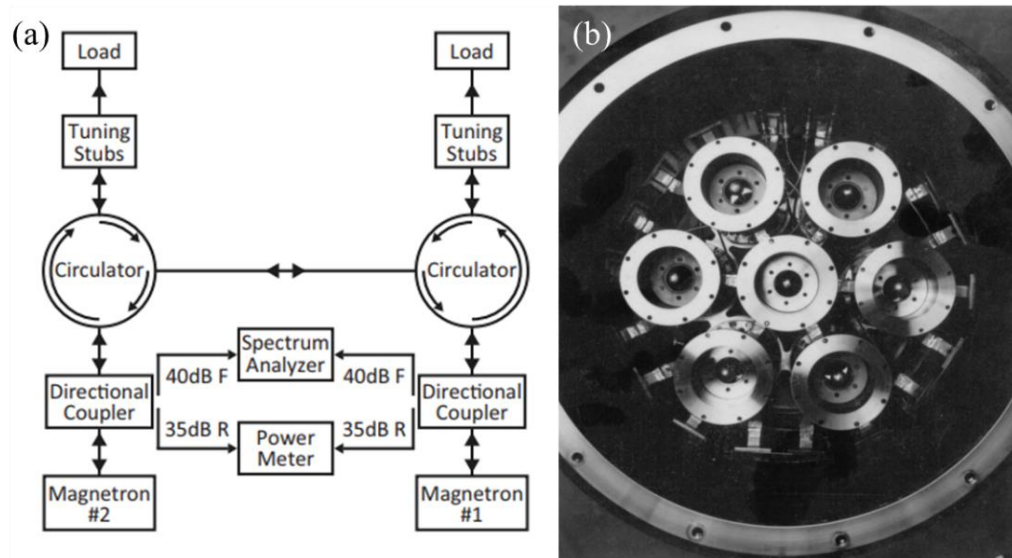 (a)
(b)
Load
Load
Tuning
Stubs
Tuning
Stubs
Circulator
Circulator
Spectrum
Analyzer
40dB F
40dB F
Directional
Coupler
Directional
Coupler
35dB R
35dB R
Power
Meter
Magnetron
#2
Magnetron
#1